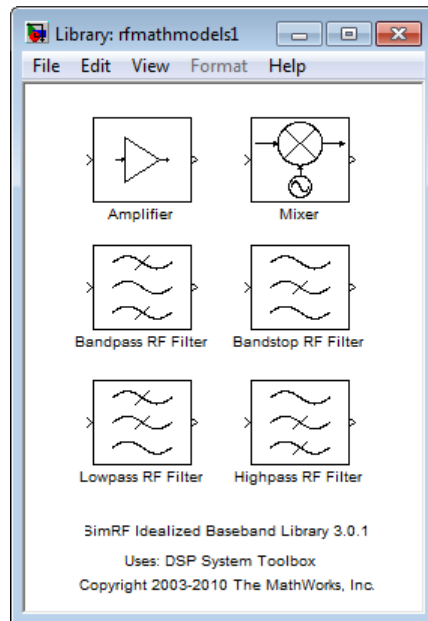 Library: rfmathmodels1
File Edit View Format Help
Amplifier Mixer
Bandpass RF Filter Bandstop RF Filter
Lowpass RF Filter Highpass RF Filter
SimRF Idealized Baseband Library 3.0.1
Uses: DSP System Toolbox
Copyright 2003-2010 The MathWorks, Inc.